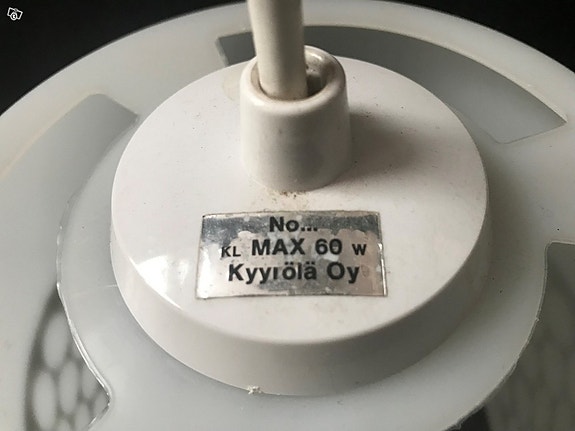 No...
KL MAX 60 W
Kyyrölä Oy